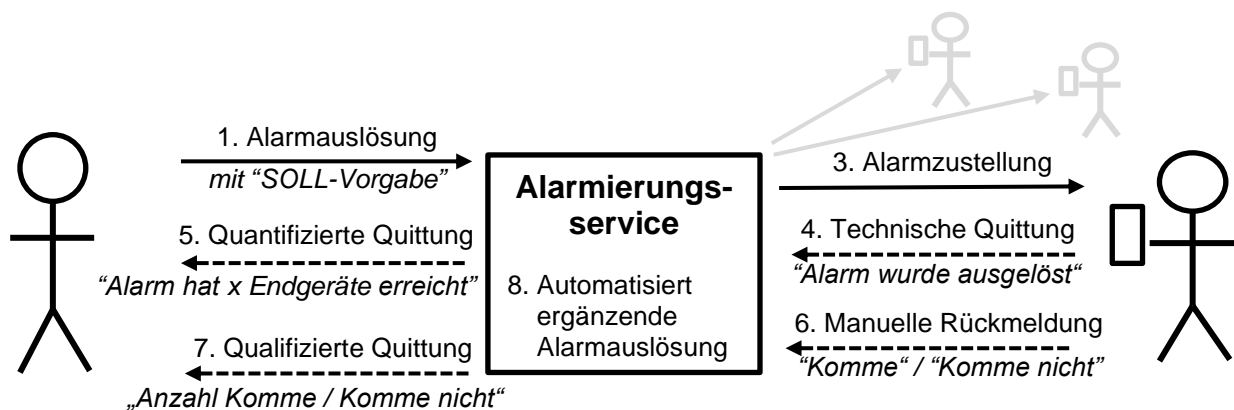 1. Alarmauslösung
mit “SOLL-Vorgabe”
5. Quantifizierte Quittung
“Alarm hat x Endgeräte erreicht”
7. Qualifizierte Quittung
„Anzahl Komme / Komme nicht“
Alarmierungs-
service
8. Automatisiert
ergänzende
Alarmauslösung
3. Alarmzustellung
4. Technische Quittung
“Alarm wurde ausgelöst“
6. Manuelle Rückmeldung
“Komme“ / “Komme nicht”